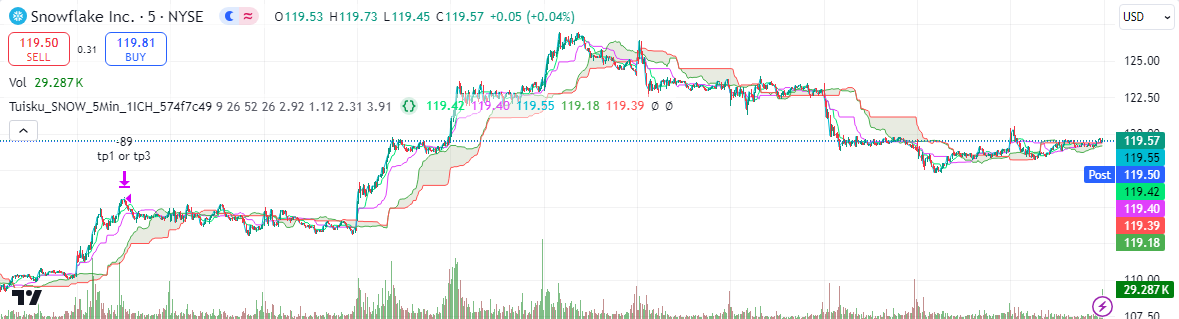 Snowflake Inc. · 5 · NYSE O119.53 H119.73 L119.45 C119.57 +0.05 (+0.04%)
USD
119.50 SELL
0.31
119.81 BUY
Vol 29.287 K
Tuisku_SNOW_5Min_1ICH_574f7c49 9 26 52 26 2.92 1.12 2.31 3.91 119.42 119.40 119.55 119.18 119.39 Ø Ø
-89
tp1 or tp3
125.00
122.50
120.00
119.57
119.55
Post 119.50
119.42
119.40
119.39
119.18
110.00
29.287 K
107.50